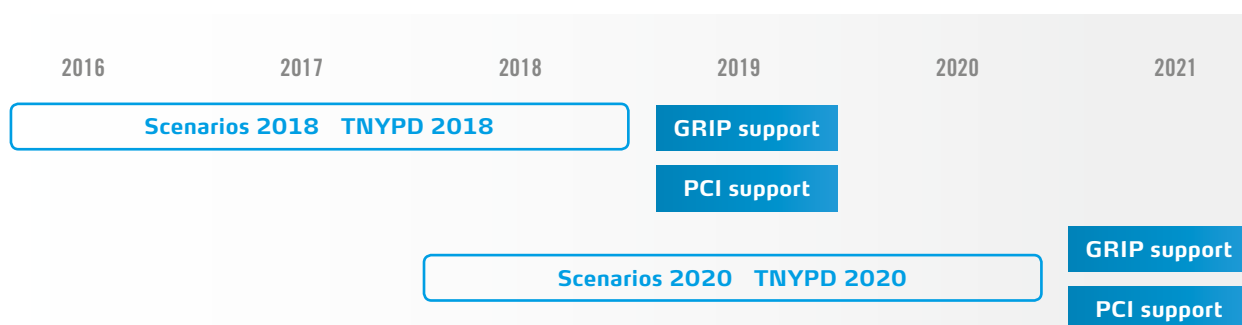 2016 2017 2018 2019 2020 2021
Scenarios 2018 TNYPD 2018 GRIP support
PCI support
GRIP support
Scenarios 2020 TNYPD 2020
PCI support